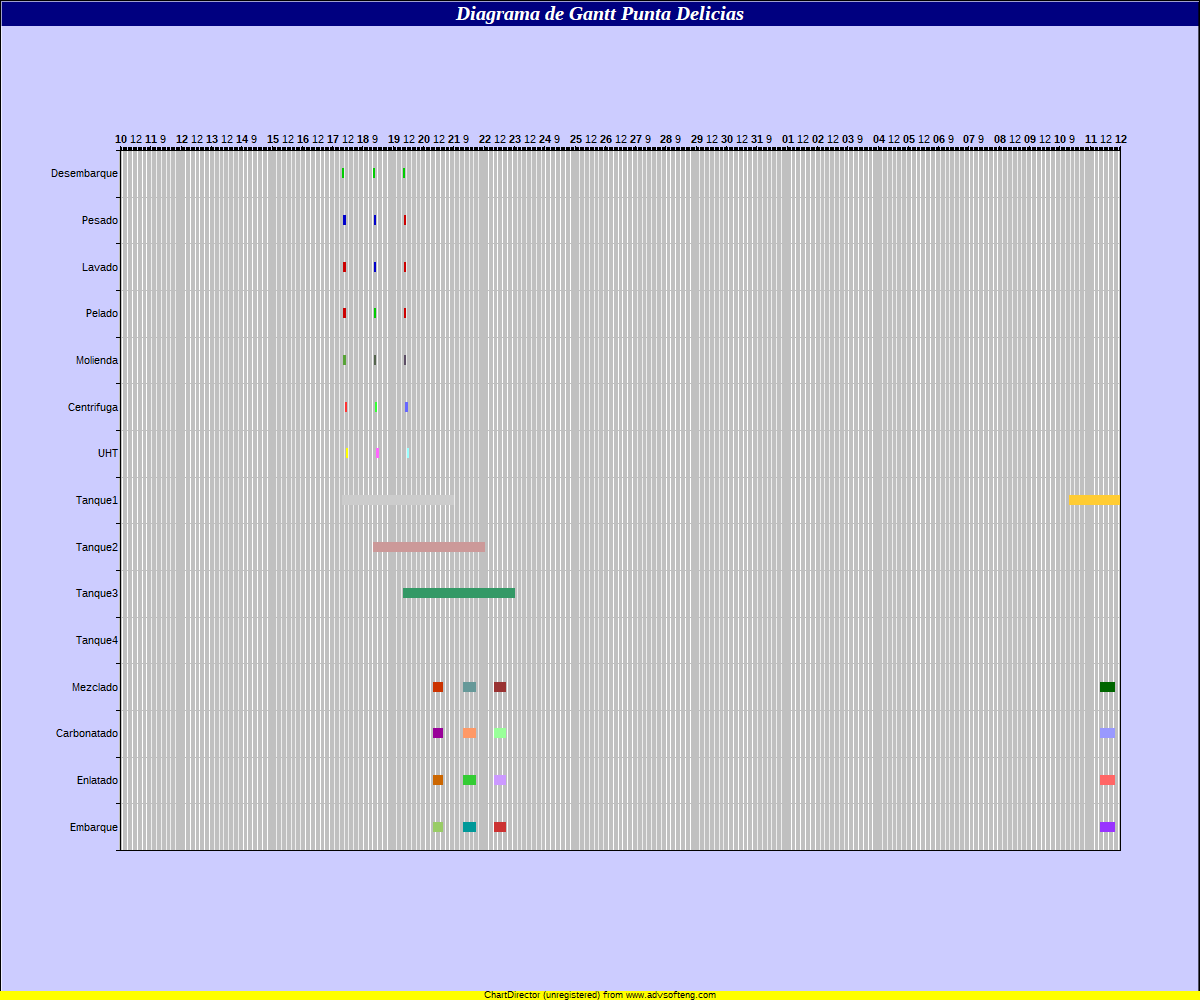 Diagrama de Gantt Punta Delicias
10 12 11 9 12 12 13 12 14 9 15 12 16 12 17 12 18 9 19 12 20 12 21 9 22 12 23 12 24 9 25 12 26 12 27 9 28 9 29 12 30 12 31 9 01 12 02 12 03 9 04 12 05 12 06 9 07 9 08 12 09 12 10 9 11 12 12
Desembarque
Pesado
Lavado
Pelado
Molienda
Centrifuga
UHT
Tanque1
Tanque2
Tanque3
Tanque4
Mezclado
Carbonatado
Enlatado
Embarque
ChartDirector (unregistered) from www.advsofteng.com